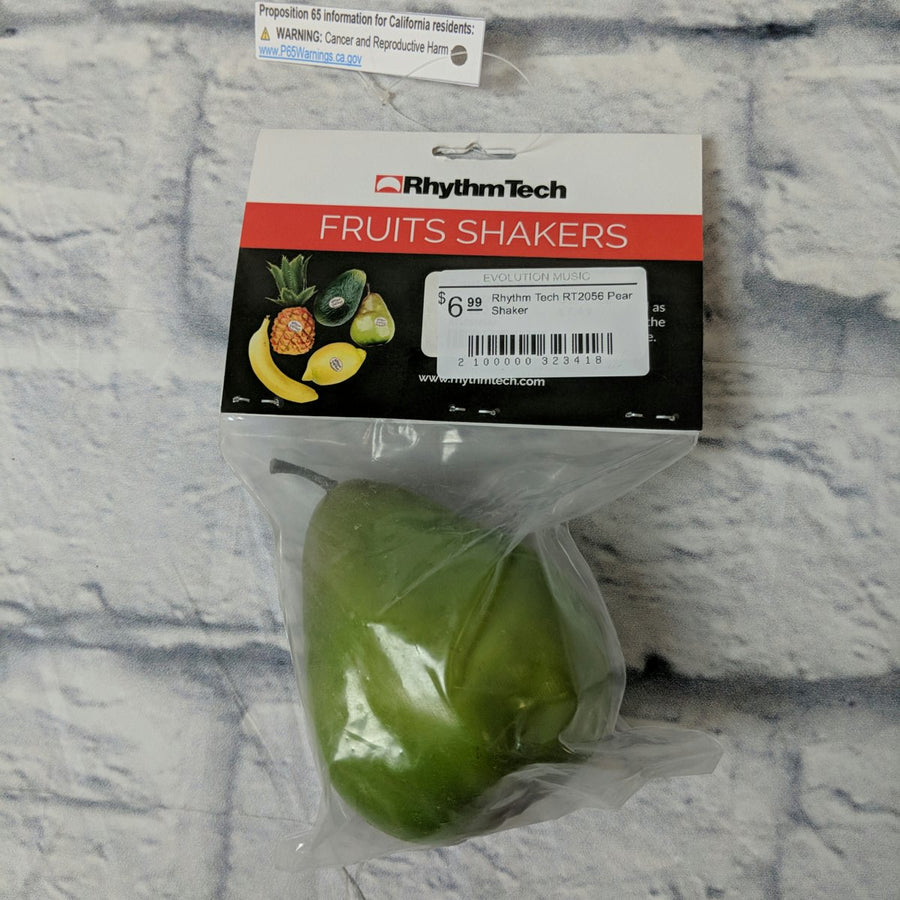 Proposition 65 information for California residents:
⚠ WARNING: Cancer and Reproductive Harm
www.P65Warnings.ca.gov
RhythmTech
FRUITS SHAKERS
EVOLUTION MUSIC
$6.99 Rhythm Tech RT2056 Pear
Shaker
as
the
e.
2 100000 323418
www.rhythmtech.com